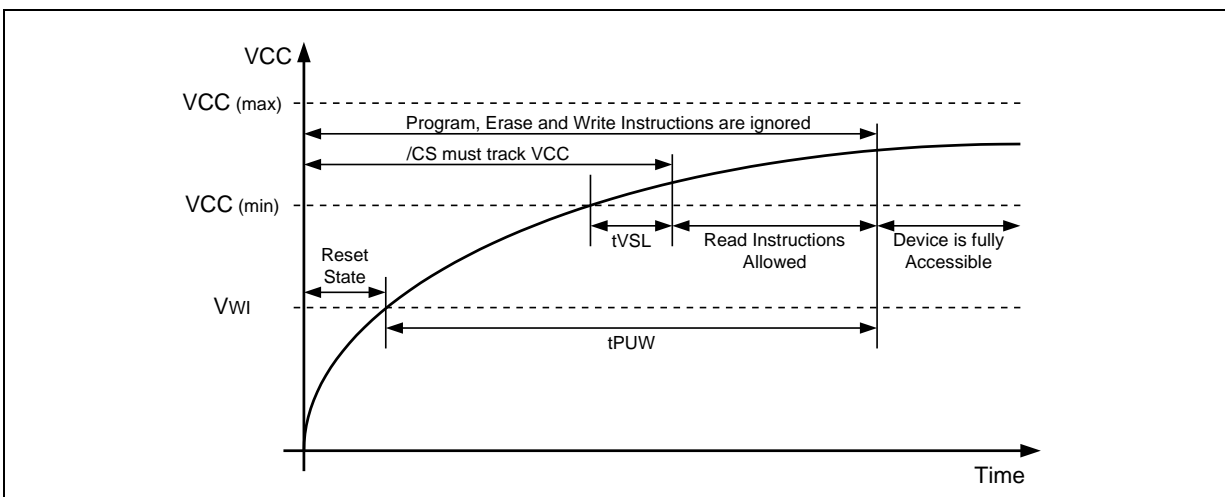 VCC
VCC (max)
Program, Erase and Write Instructions are ignored
/CS must track VCC
VCC (min)
tVSL
Read Instructions
Allowed
Device is fully
Accessible
Reset
State
VWI
tPUW
Time